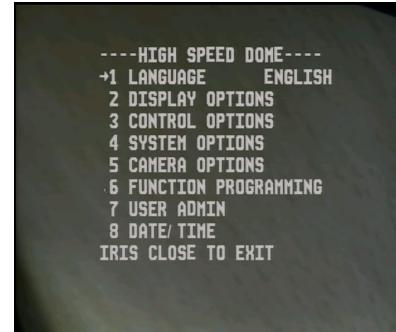 ----HIGH SPEED DOME----
→1 LANGUAGE ENGLISH
2 DISPLAY OPTIONS
3 CONTROL OPTIONS
4 SYSTEM OPTIONS
5 CAMERA OPTIONS
6 FUNCTION PROGRAMMING
7 USER ADMIN
8 DATE/ TIME
IRIS CLOSE TO EXIT